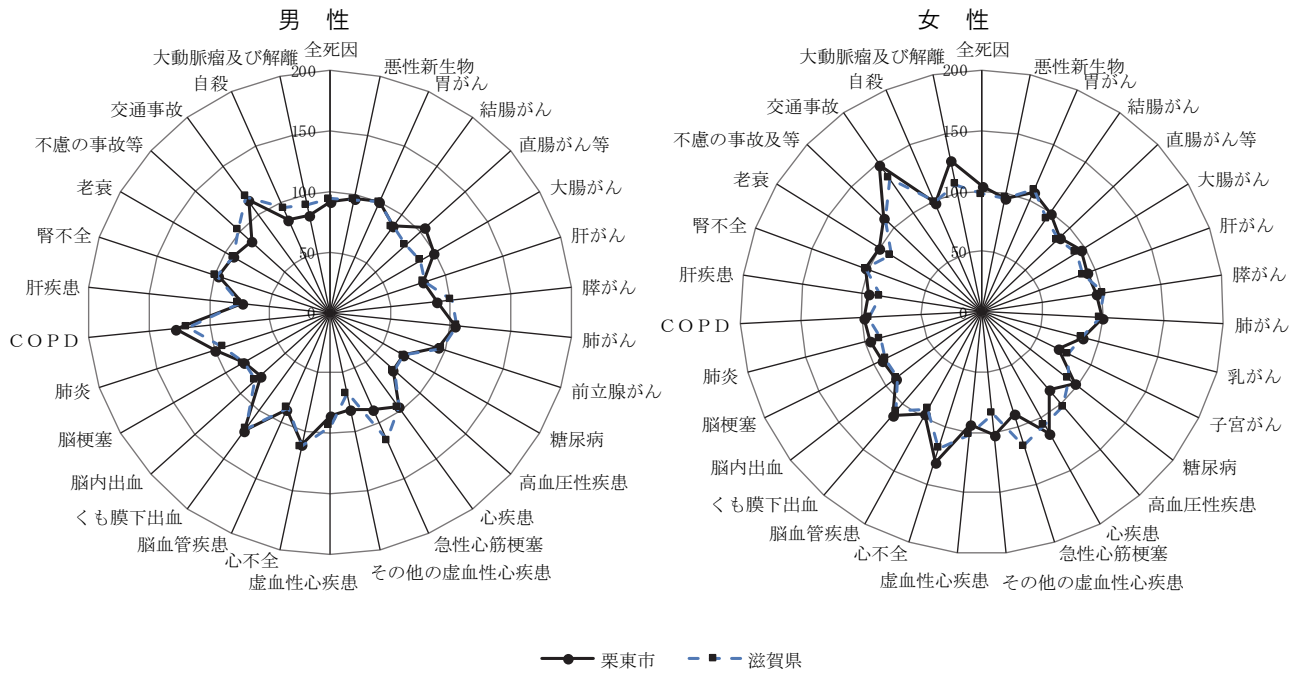 男 性
全死因
悪性新生物
胃がん
結腸がん
直腸がん等
大腸がん
肝がん
膵がん
肺がん
前立腺がん
糖尿病
高血圧性疾患
心疾患
急性心筋梗塞
その他の虚血性心疾患
虚血性心疾患
心不全
脳血管疾患
くも膜下出血
脳内出血
脳梗塞
肺炎
ＣＯＰＤ
肝疾患
腎不全
老衰
不慮の事故等
交通事故
自殺
大動脈瘤及び解離
200
150
100
50
0
女 性
全死因
悪性新生物
胃がん
結腸がん
直腸がん等
大腸がん
肝がん
膵がん
肺がん
乳がん
子宮がん
糖尿病
高血圧性疾患
心疾患
急性心筋梗塞
その他の虚血性心疾患
虚血性心疾患
心不全
脳血管疾患
くも膜下出血
脳内出血
脳梗塞
肺炎
ＣＯＰＤ
肝疾患
腎不全
老衰
不慮の事故及等
交通事故
自殺
大動脈瘤及び解離
200
150
100
50
0
栗東市
滋賀県